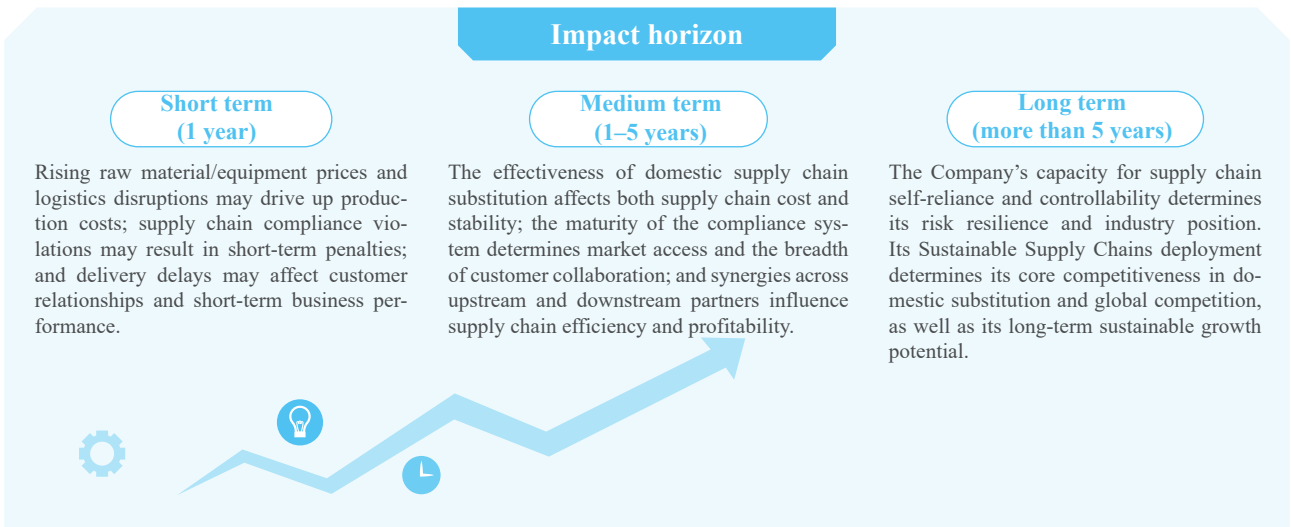 Impact horizon
Short term
(1 year)
Rising raw material/equipment prices and
logistics disruptions may drive up produc-
tion costs; supply chain compliance vio-
lations may result in short-term penalties;
and delivery delays may affect customer
relationships and short-term business per-
formance.
Medium term
(1–5 years)
The effectiveness of domestic supply chain
substitution affects both supply chain cost and
stability; the maturity of the compliance sys-
tem determines market access and the breadth
of customer collaboration; and synergies across
upstream and downstream partners influence
supply chain efficiency and profitability.
Long term
(more than 5 years)
The Company’s capacity for supply chain
self-reliance and controllability determines
its risk resilience and industry position.
Its Sustainable Supply Chains deployment
determines its core competitiveness in do-
mestic substitution and global competition,
as well as its long-term sustainable growth
potential.